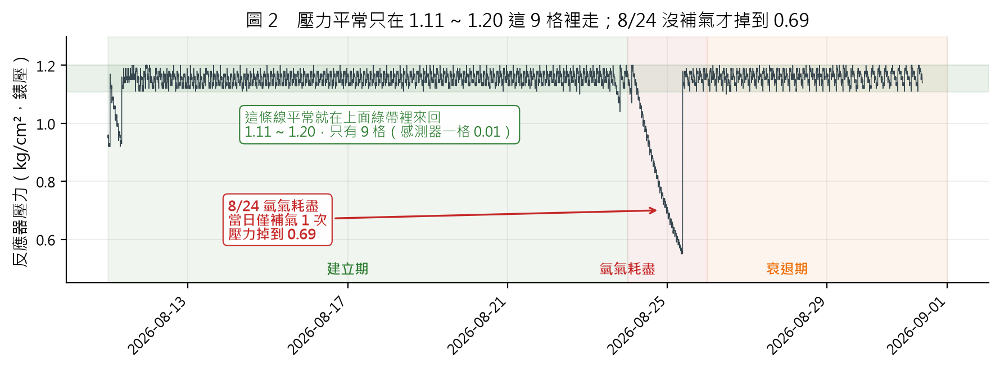 圖 2　壓力平常只在 1.11 ~ 1.20 這 9 格裡走；8/24 沒補氣才掉到 0.69
反應器壓力（kg/cm²，錶壓）
1.2
1.0
0.8
0.6
這條線平常就在上面綠帶裡來回
1.11 ~ 1.20，只有 9 格（感測器一格 0.01）
8/24 氫氣耗盡
當日僅補氣 1 次
壓力掉到 0.69
建立期
氫氣耗盡
衰退期
2026-08-13
2026-08-17
2026-08-21
2026-08-25
2026-08-29
2026-09-01